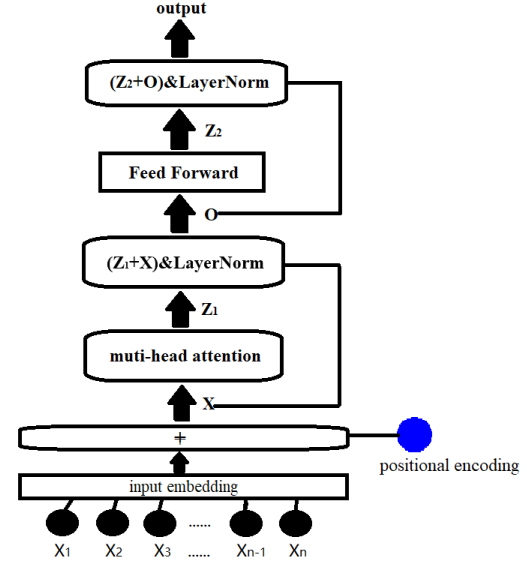 output
(Z₂+O)&LayerNorm
Z₂
Feed Forward
O
(Z₁+X)&LayerNorm
Z₁
muti-head attention
X
+
positional encoding
input embedding
...... 
X₁ X₂ X₃ ...... Xn-1 Xn